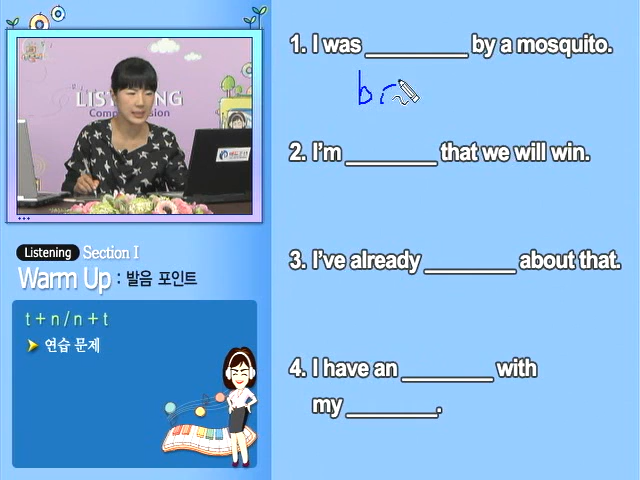 LISTENING
Comprehension
1. I was _________ by a mosquito.
b
2. I'm ________ that we will win.
3. I've already ________ about that.
4. I have an ________ with
my ________.
Listening Section I
Warm Up : 발음 포인트
t + n / n + t
연습 문제